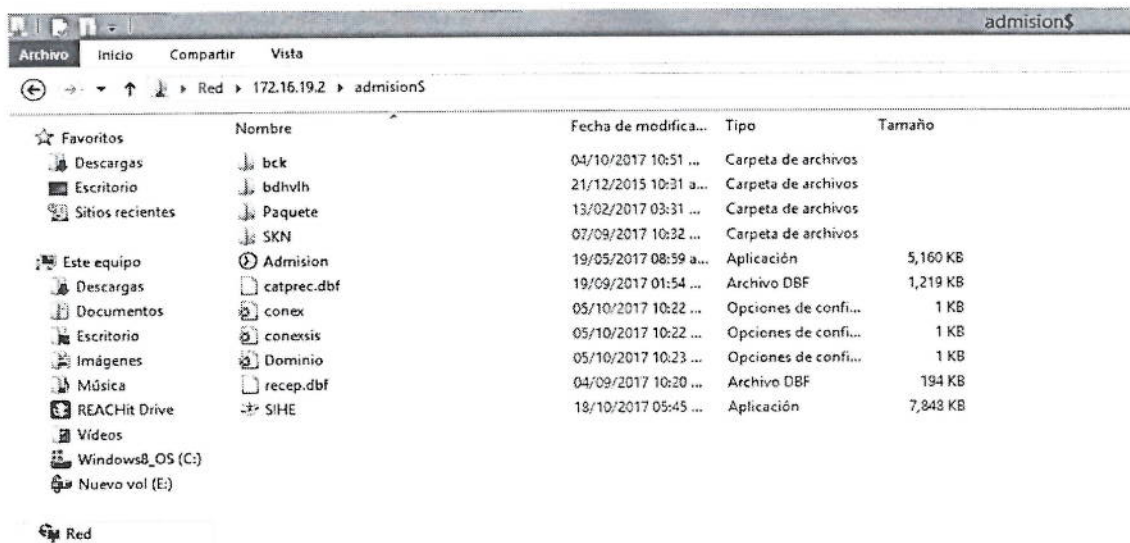 admision$
Archivo Inicio Compartir Vista
Red 172.16.19.2 admision$
Nombre Fecha de modifica... Tipo Tamaño
Favoritos
Descargas
Escritorio
Sitios recientes
Este equipo
Descargas
Documentos
Escritorio
Imágenes
Música
REACHit Drive
Vídeos
Windows8_OS (C:)
Nuevo vol (E:)
Red
bck 04/10/2017 10:51 ... Carpeta de archivos
bdhvlh 21/12/2015 10:31 a... Carpeta de archivos
Paquete 13/02/2017 03:31 ... Carpeta de archivos
SKN 07/09/2017 10:32 ... Carpeta de archivos
Admision 19/05/2017 08:59 a... Aplicación 5,160 KB
catprec.dbf 19/09/2017 01:54 ... Archivo DBF 1,219 KB
conex 05/10/2017 10:22 ... Opciones de confi... 1 KB
conexsis 05/10/2017 10:22 ... Opciones de confi... 1 KB
Dominio 05/10/2017 10:23 ... Opciones de confi... 1 KB
recep.dbf 04/09/2017 10:20 ... Archivo DBF 194 KB
SIHE 18/10/2017 05:45 ... Aplicación 7,843 KB